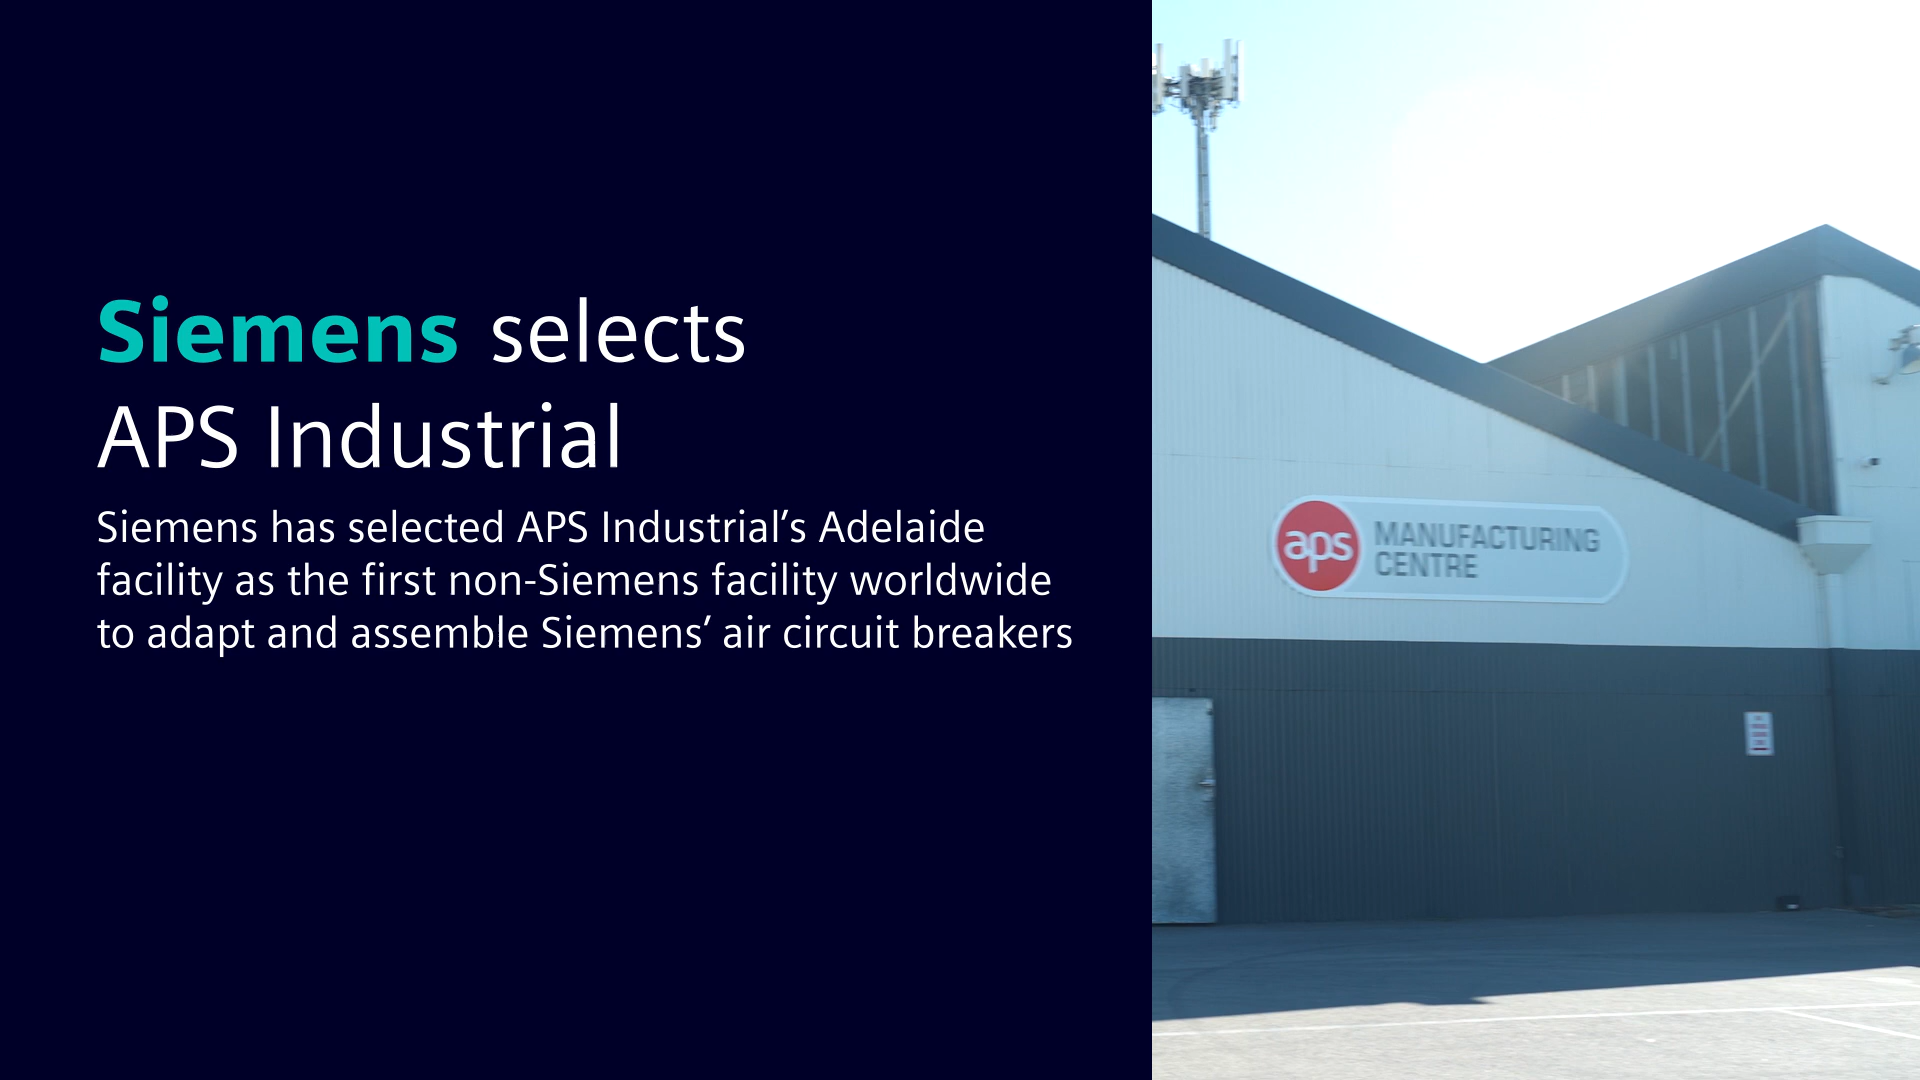 Siemens selects
APS Industrial
Siemens has selected APS Industrial’s Adelaide
facility as the first non-Siemens facility worldwide
to adapt and assemble Siemens’ air circuit breakers
aps
MANUFACTURING
CENTRE